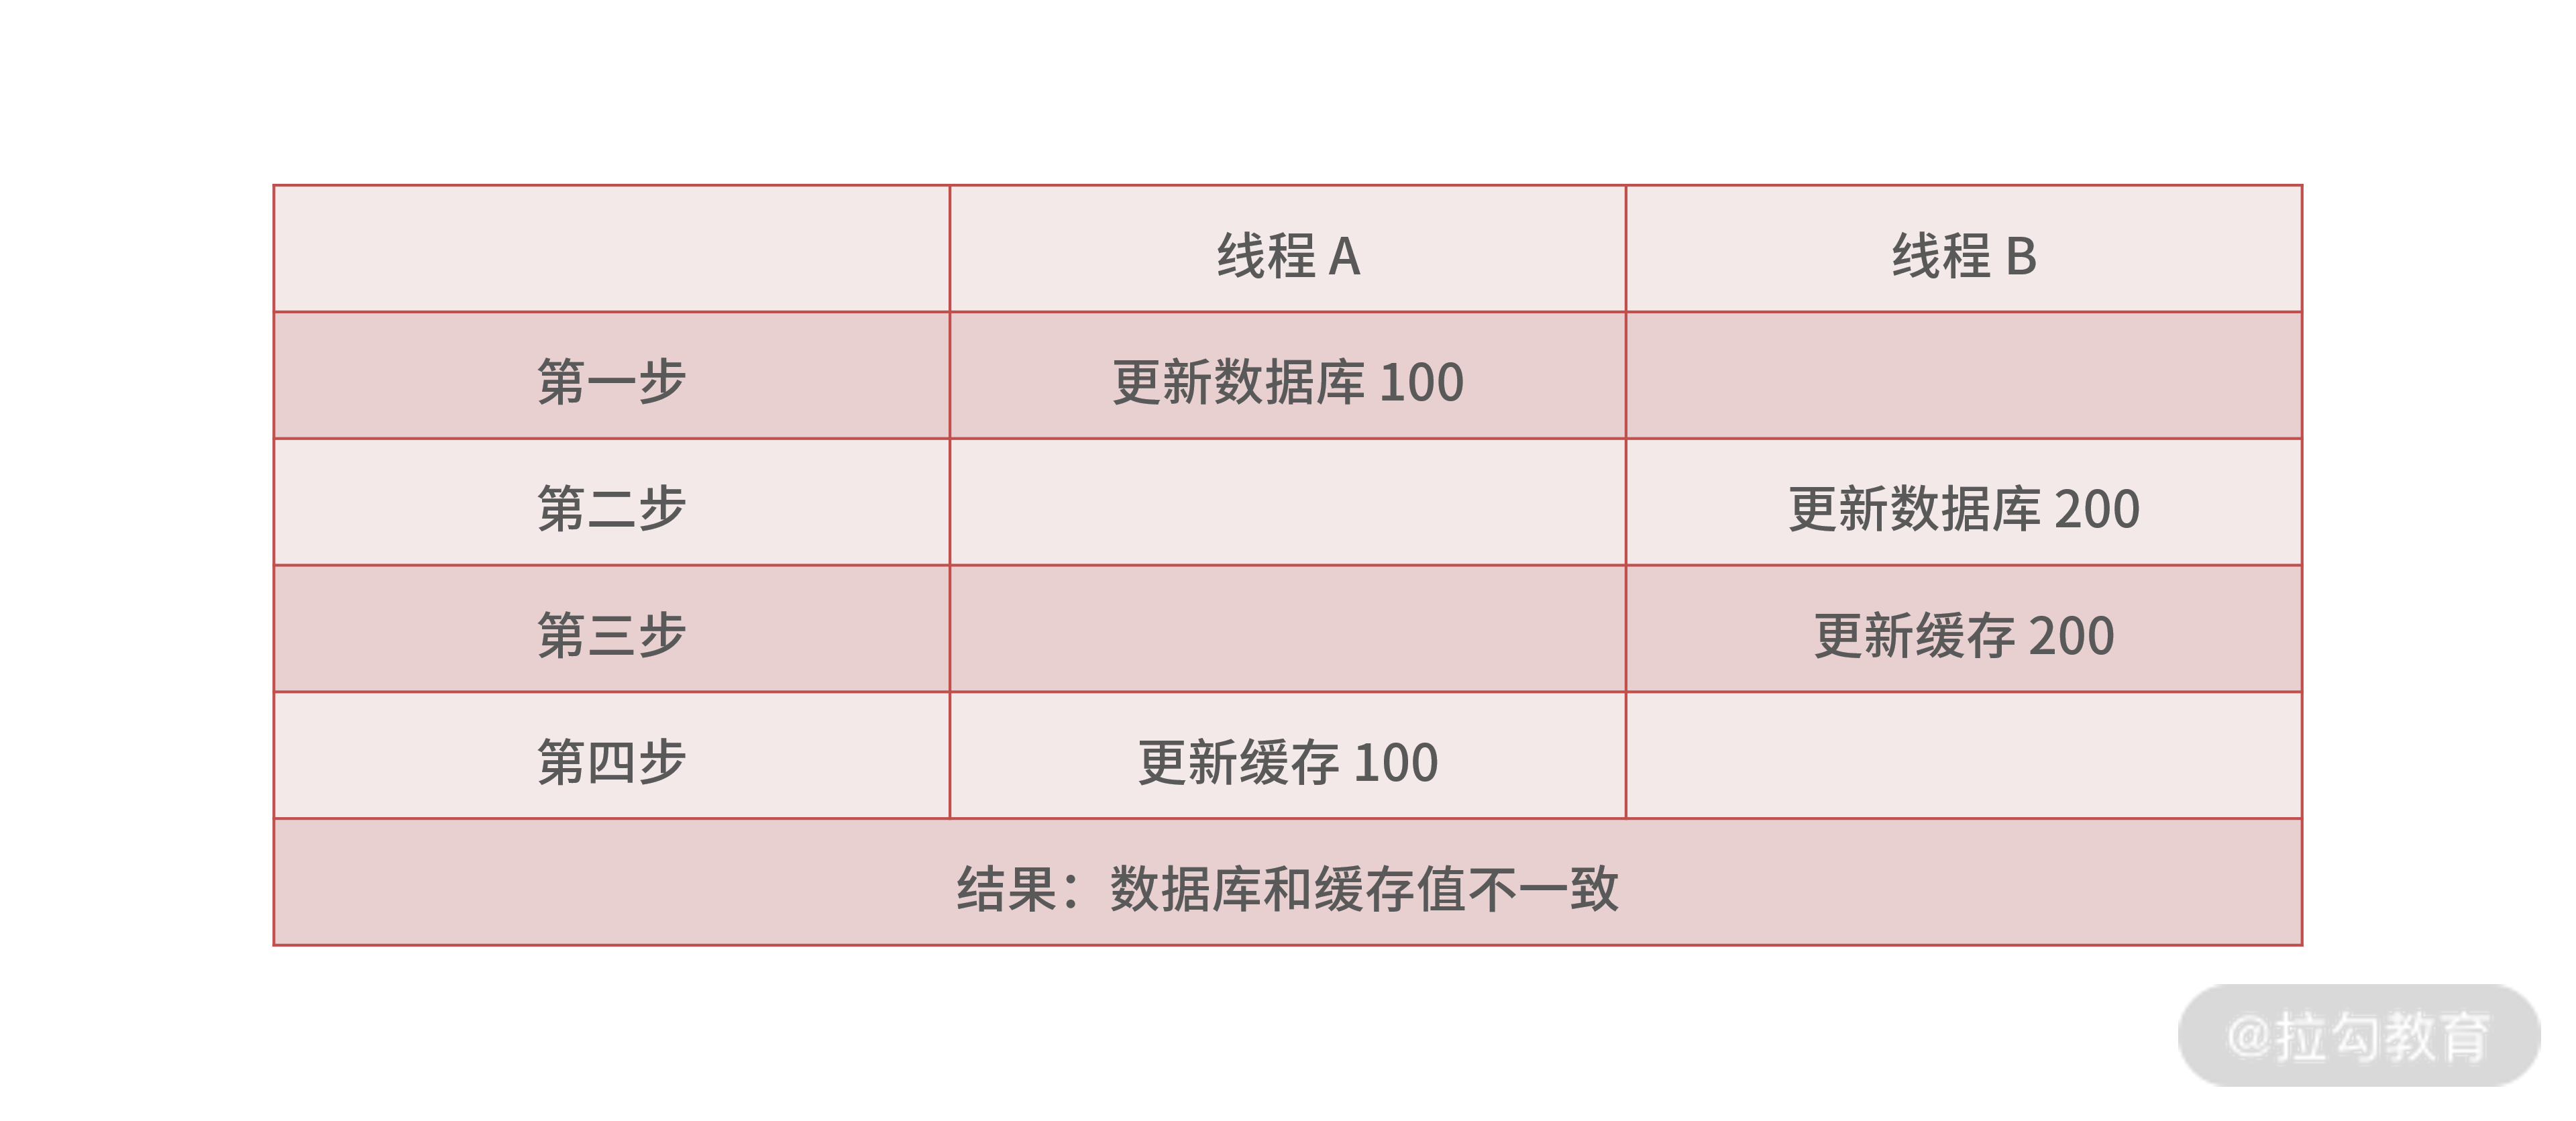 线程 A 线程 B
第一步 更新数据库 100
第二步 更新数据库 200
第三步 更新缓存 200
第四步 更新缓存 100
结果：数据库和缓存值不一致
@拉勾教育